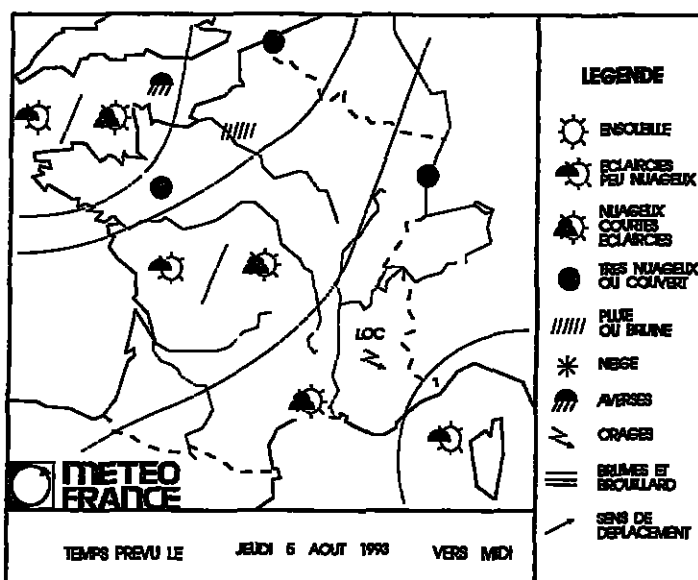 LOC
METEO
FRANCE
TEMPS PREVU LE JEUDI 5 AOUT 1993 VERS MIDI
LEGENDE
ENSOLEILLE
ECLAIRCIES
PEU NUAGEUX
NUAGEUX
COURTES
ECLAIRCIES
TRES NUAGEUX
OU COUVERT
PLUIE
OU BRUINE
NEIGE
AVERSES
ORAGES
BRUMES ET
BROUILLARD
SENS DE
DEPLACEMENT